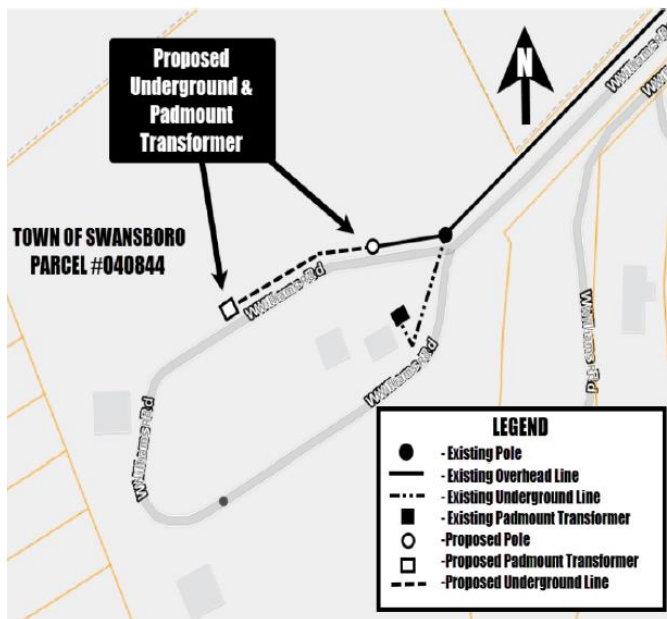 Proposed
Underground &
Padmount
Transformer
N
Williams-Rd
TOWN OF SWANSBORO
PARCEL #040844
Williams-Rd
Williams-Rd
Williams-Rd
Williams-Rd
LEGEND
- Existing Pole
- Existing Overhead Line
- Existing Underground Line
- Existing Padmount Transformer
-Proposed Pole
-Proposed Padmount Transformer
-Proposed Underground Line